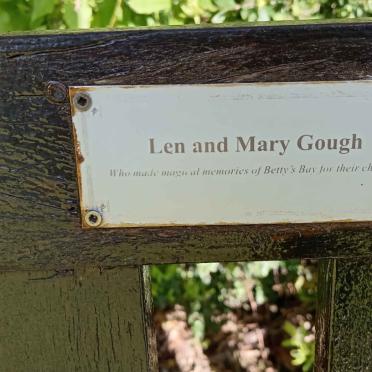 Len and Mary Gough
Who made magical memories of Betty's Bay for their